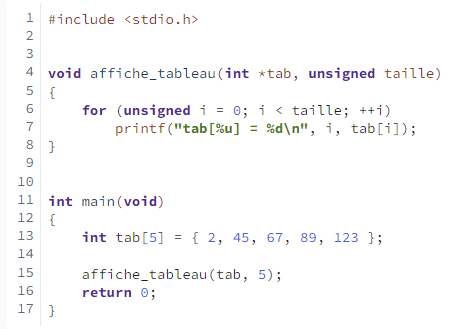 1 #include <stdio.h>
2
3
4 void affiche_tableau(int *tab, unsigned taille)
5 {
6     for (unsigned i = 0; i < taille; ++i)
7         printf("tab[%u] = %d\n", i, tab[i]);
8 }
9
10
11 int main(void)
12 {
13     int tab[5] = { 2, 45, 67, 89, 123 };
14
15     affiche_tableau(tab, 5);
16     return 0;
17 }